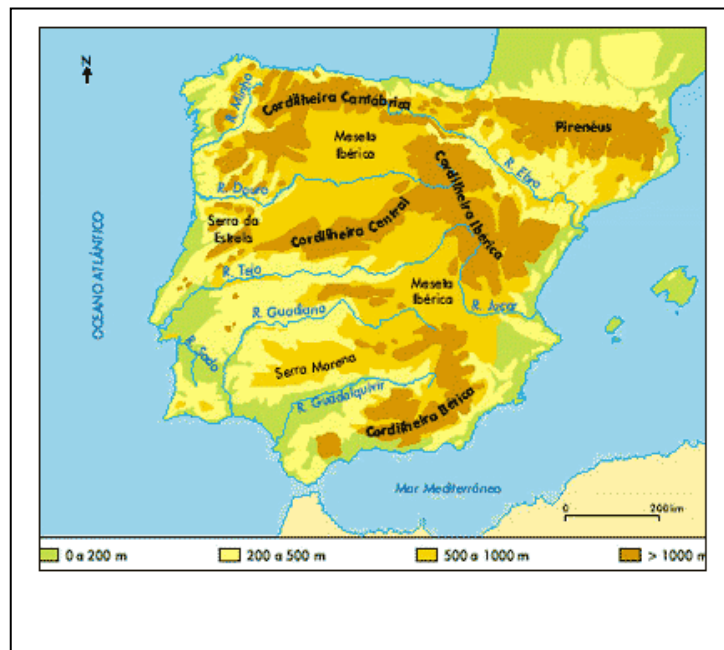 N
R. Minho
Cordilheira Cantábrica
Pirenéus
Meseta
Ibérica
R. Ebro
R. Douro
Cordilheira Ibérica
Serra da
Estrela
Cordilheira Central
OCEANO ATLÂNTICO
R. Tejo
Meseta
Ibérica
R. Jucar
R. Guadiana
R. Sado
Serra Morena
R. Guadalquivir
Cordilheira Bética
Mar Mediterrâneo
0 200 km
0 a 200 m 200 a 500 m 500 a 1000 m > 1000 m